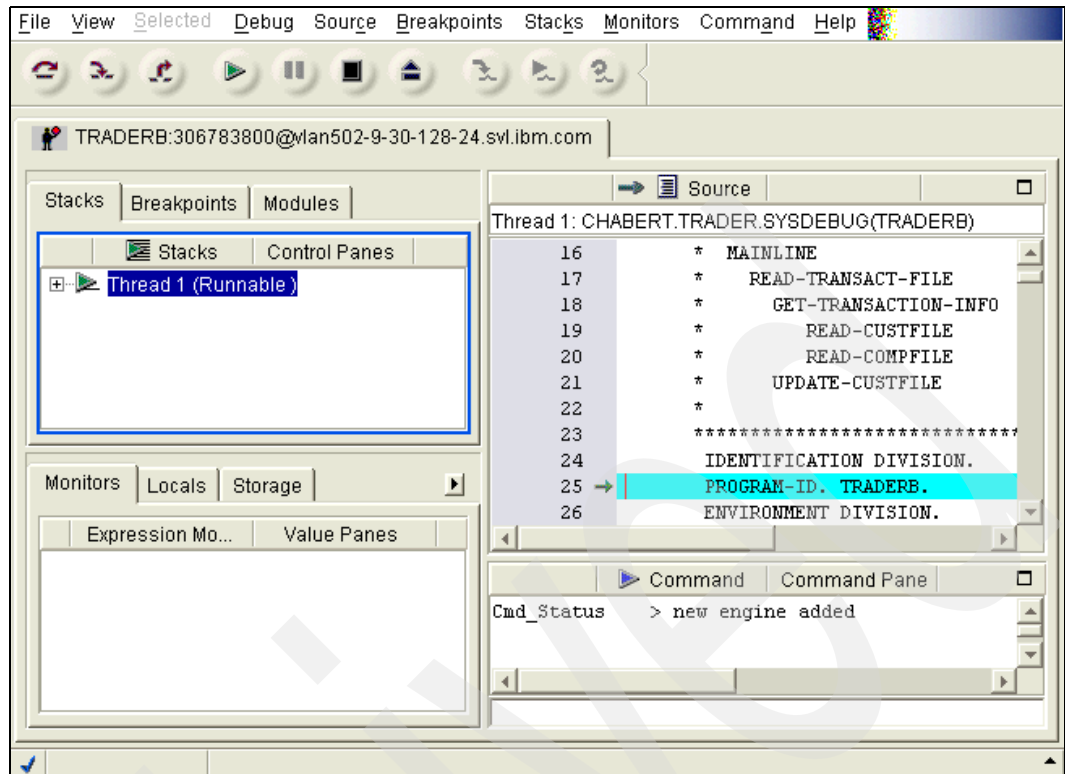 File View Selected Debug Source Breakpoints Stacks Monitors Command Help
TRADERB:306783800@vlan502-9-30-128-24.svl.ibm.com
Stacks Breakpoints Modules
Stacks Control Panes
Thread 1 (Runnable )
Monitors Locals Storage
Expression Mo... Value Panes
Source
Thread 1: CHABERT.TRADER.SYSDEBUG(TRADERB)
16 * MAINLINE
17 * READ-TRANSACT-FILE
18 * GET-TRANSACTION-INFO
19 * READ-CUSTFILE
20 * READ-COMPFILE
21 * UPDATE-CUSTFILE
22 *
23 *****************************
24 IDENTIFICATION DIVISION.
25 PROGRAM-ID. TRADERB.
26 ENVIRONMENT DIVISION.
Command Command Pane
Cmd_Status > new engine added